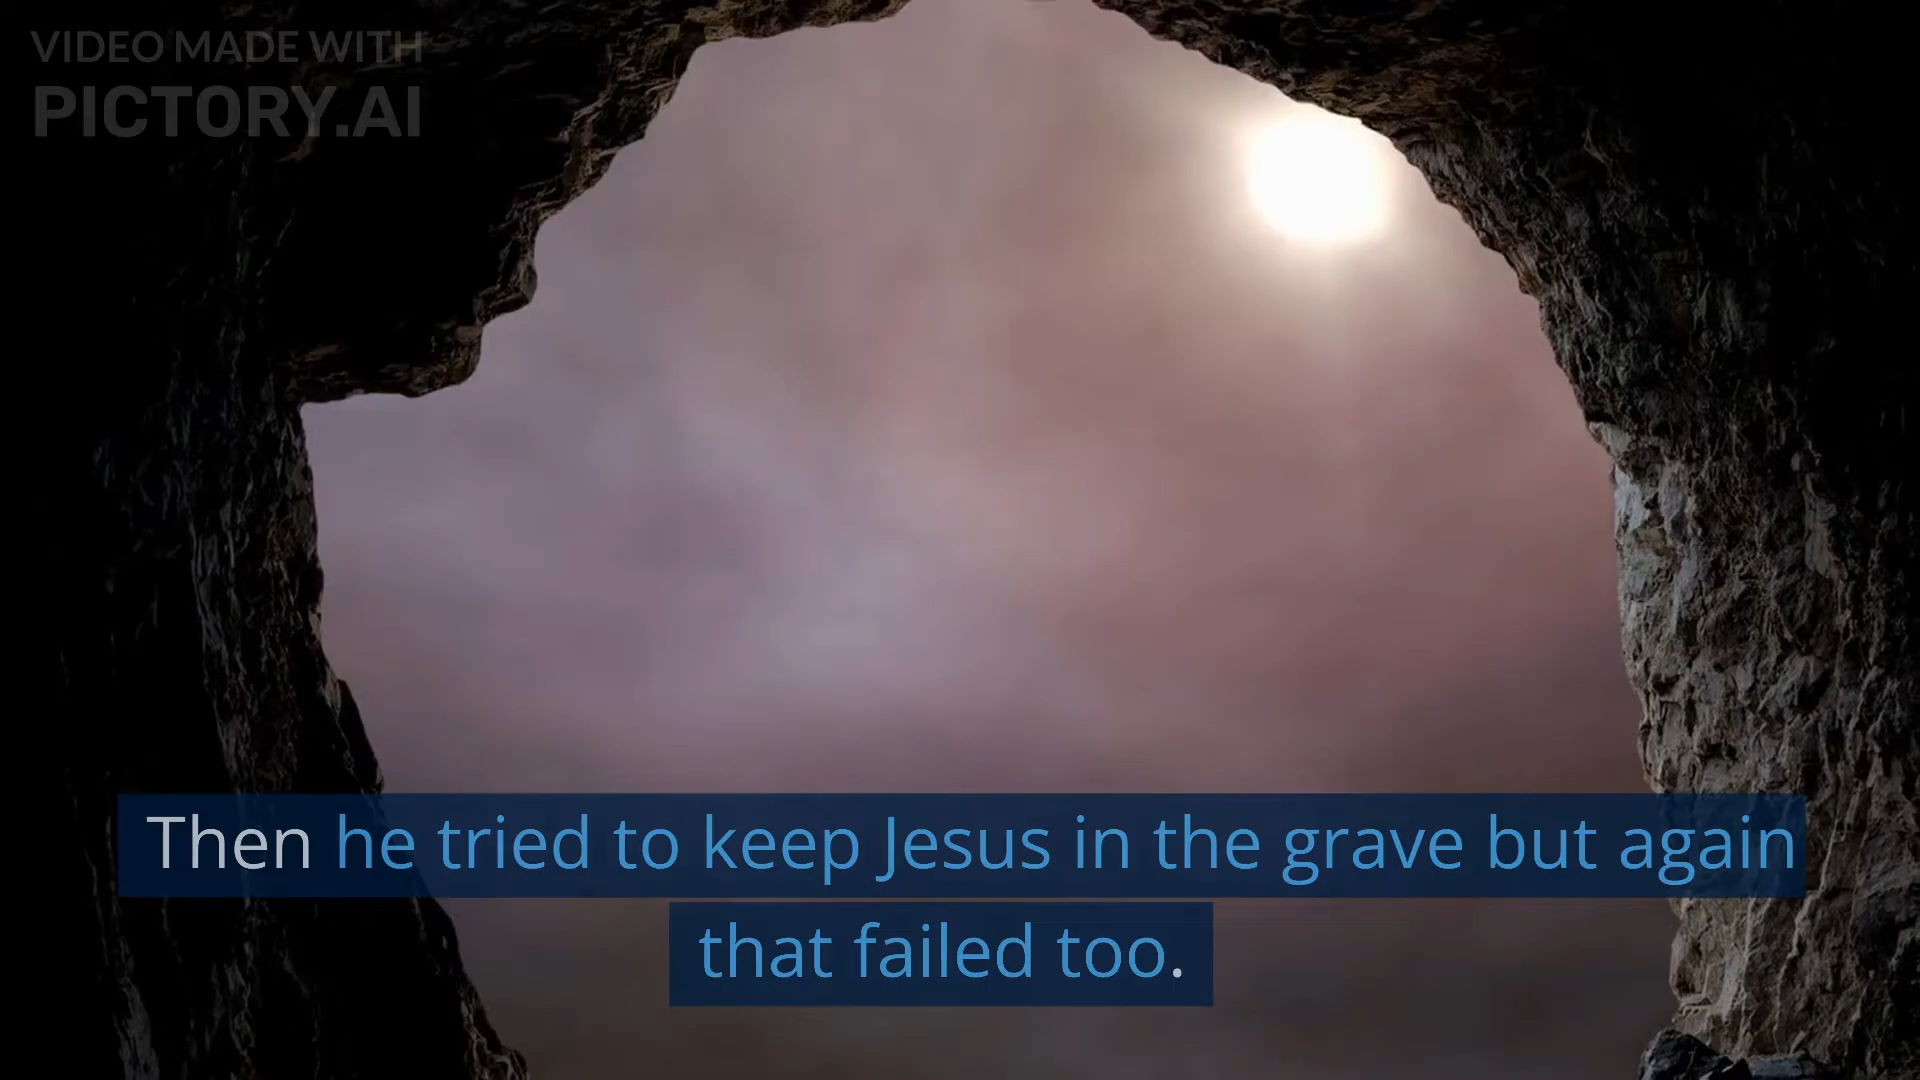 VIDEO MADE WITH
PICTORY.AI
Then he tried to keep Jesus in the grave but again
that failed too.